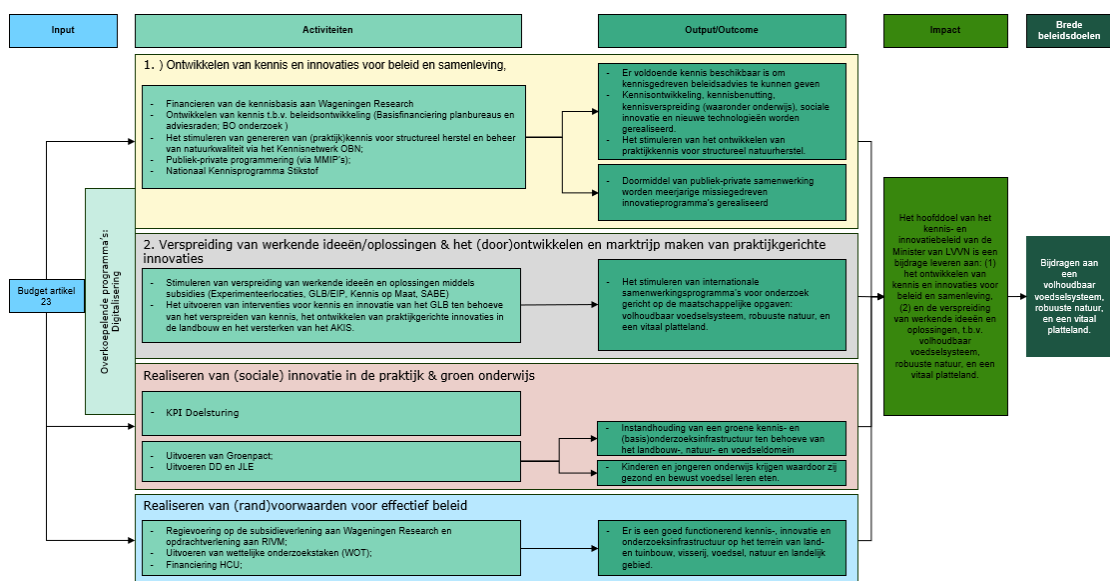 Input
Activiteiten
Output/Outcome
Impact
Brede
beleidsdoelen
Budget artikel
23
Overkoepelende programma's:
Digitalisering
1. ) Ontwikkelen van kennis en innovaties voor beleid en samenleving,
- Financieren van de kennisbasis aan Wageningen Research
- Ontwikkelen van kennis t.b.v. beleidsontwikkeling (Basisfinanciering planbureaus en
adviesraden; BO onderzoek )
- Het stimuleren van genereren van (praktijk)kennis voor structureel herstel en beheer
van natuurkwaliteit via het Kennisnetwerk OBN;
- Publiek-private programmering (via MMIP's);
- Nationaal Kennisprogramma Stikstof
- Er voldoende kennis beschikbaar is om
kennisgedreven beleidsadvies te kunnen geven
- Kennisontwikkeling, kennisbenutting,
kennisverspreiding (waaronder onderwijs), sociale
innovatie en nieuwe technologieën worden
gerealiseerd.
- Het stimuleren van het ontwikkelen van
praktijkkennis voor structureel natuurherstel.
- Doormiddel van publiek-private samenwerking
worden meerjarige missiegedreven
innovatieprogramma's gerealiseerd
2. Verspreiding van werkende ideeën/oplossingen & het (door)ontwikkelen en marktrijp maken van praktijkgerichte
innovaties
- Stimuleren van verspreiding van werkende ideeën en oplossingen middels
subsidies (Experimenteerlocaties, GLB/EIP, Kennis op Maat, SABE)
- Het uitvoeren van interventies voor kennis en innovatie van het GLB ten behoeve
van het verspreiden van kennis, het ontwikkelen van praktijkgerichte innovaties in
de landbouw en het versterken van het AKIS.
- Het stimuleren van internationale
samenwerkingsprogramma's voor onderzoek
gericht op de maatschappelijke opgaven:
volhoudbaar voedselsysteem, robuuste natuur, en
een vitaal platteland.
Realiseren van (sociale) innovatie in de praktijk & groen onderwijs
- KPI Doelsturing
- Uitvoeren van Groenpact;
- Uitvoeren DD en JLE
- Instandhouding van een groene kennis- en
(basis)onderzoeksinfrastructuur ten behoeve van
het landbouw-, natuur- en voedseldomein
- Kinderen en jongeren onderwijs krijgen waardoor zij
gezond en bewust voedsel leren eten.
Realiseren van (rand)voorwaarden voor effectief beleid
- Regievoering op de subsidieverlening aan Wageningen Research en
opdrachtverlening aan RIVM;
- Uitvoeren van wettelijke onderzoekstaken (WOT);
- Financiering HCU;
- Er is een goed functionerend kennis-, innovatie en
onderzoeksinfrastructuur op het terrein van land-
en tuinbouw, visserij, voedsel, natuur en landelijk
gebied.
Het hoofddoel van het
kennis- en
innovatiebeleid van de
Minister van LVVN is een
bijdrage leveren aan: (1)
het ontwikkelen van
kennis en innovaties voor
beleid en samenleving,
(2) en de verspreiding
van werkende ideeën en
oplossingen, t.b.v.
volhoudbaar
voedselsysteem,
robuuste natuur, en een
vitaal platteland.
Bijdragen aan
een
volhoudbaar
voedselsysteem,
robuuste natuur,
en een vitaal
platteland.